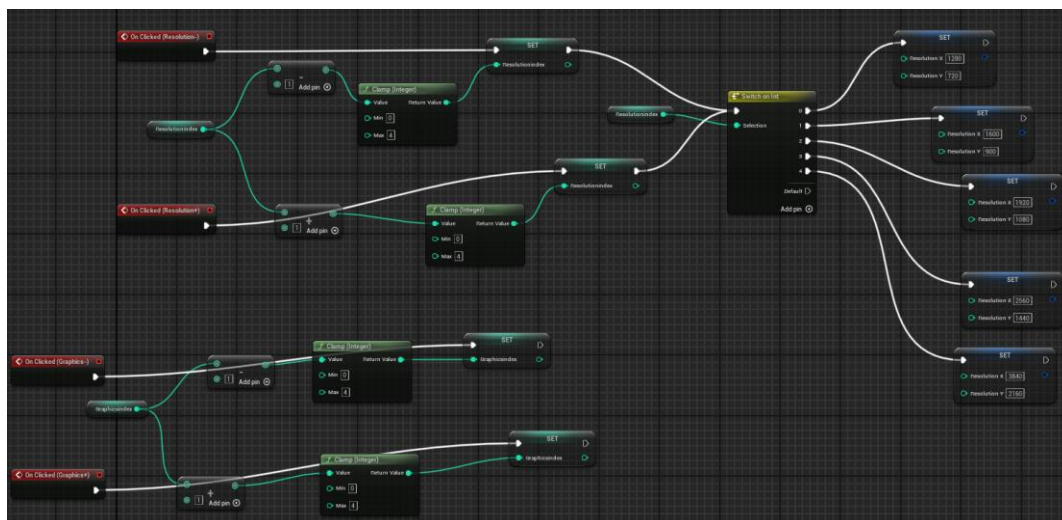 On Clicked (Resolution-)
SET
Resolutionindex
-
1
Add pin
Clamp (Integer)
Value
Return Value
Min 0
Max 4
Resolutionindex
On Clicked (Resolution+)
+
1
Add pin
Clamp (Integer)
Value
Return Value
Min 0
Max 4
SET
Resolutionindex
Resolutionindex
Switch on Int
0
Selection
1
2
3
4
Default
Add pin
SET
Resolution X 1280
Resolution Y 720
SET
Resolution X 1600
Resolution Y 900
SET
Resolution X 1920
Resolution Y 1080
SET
Resolution X 2560
Resolution Y 1440
SET
Resolution X 3840
Resolution Y 2160
On Clicked (Graphics-)
-
1
Add pin
Clamp (Integer)
Value
Return Value
Min 0
Max 4
SET
Graphicsindex
Graphicsindex
On Clicked (Graphics+)
+
1
Add pin
Clamp (Integer)
Value
Return Value
Min 0
Max 4
SET
Graphicsindex